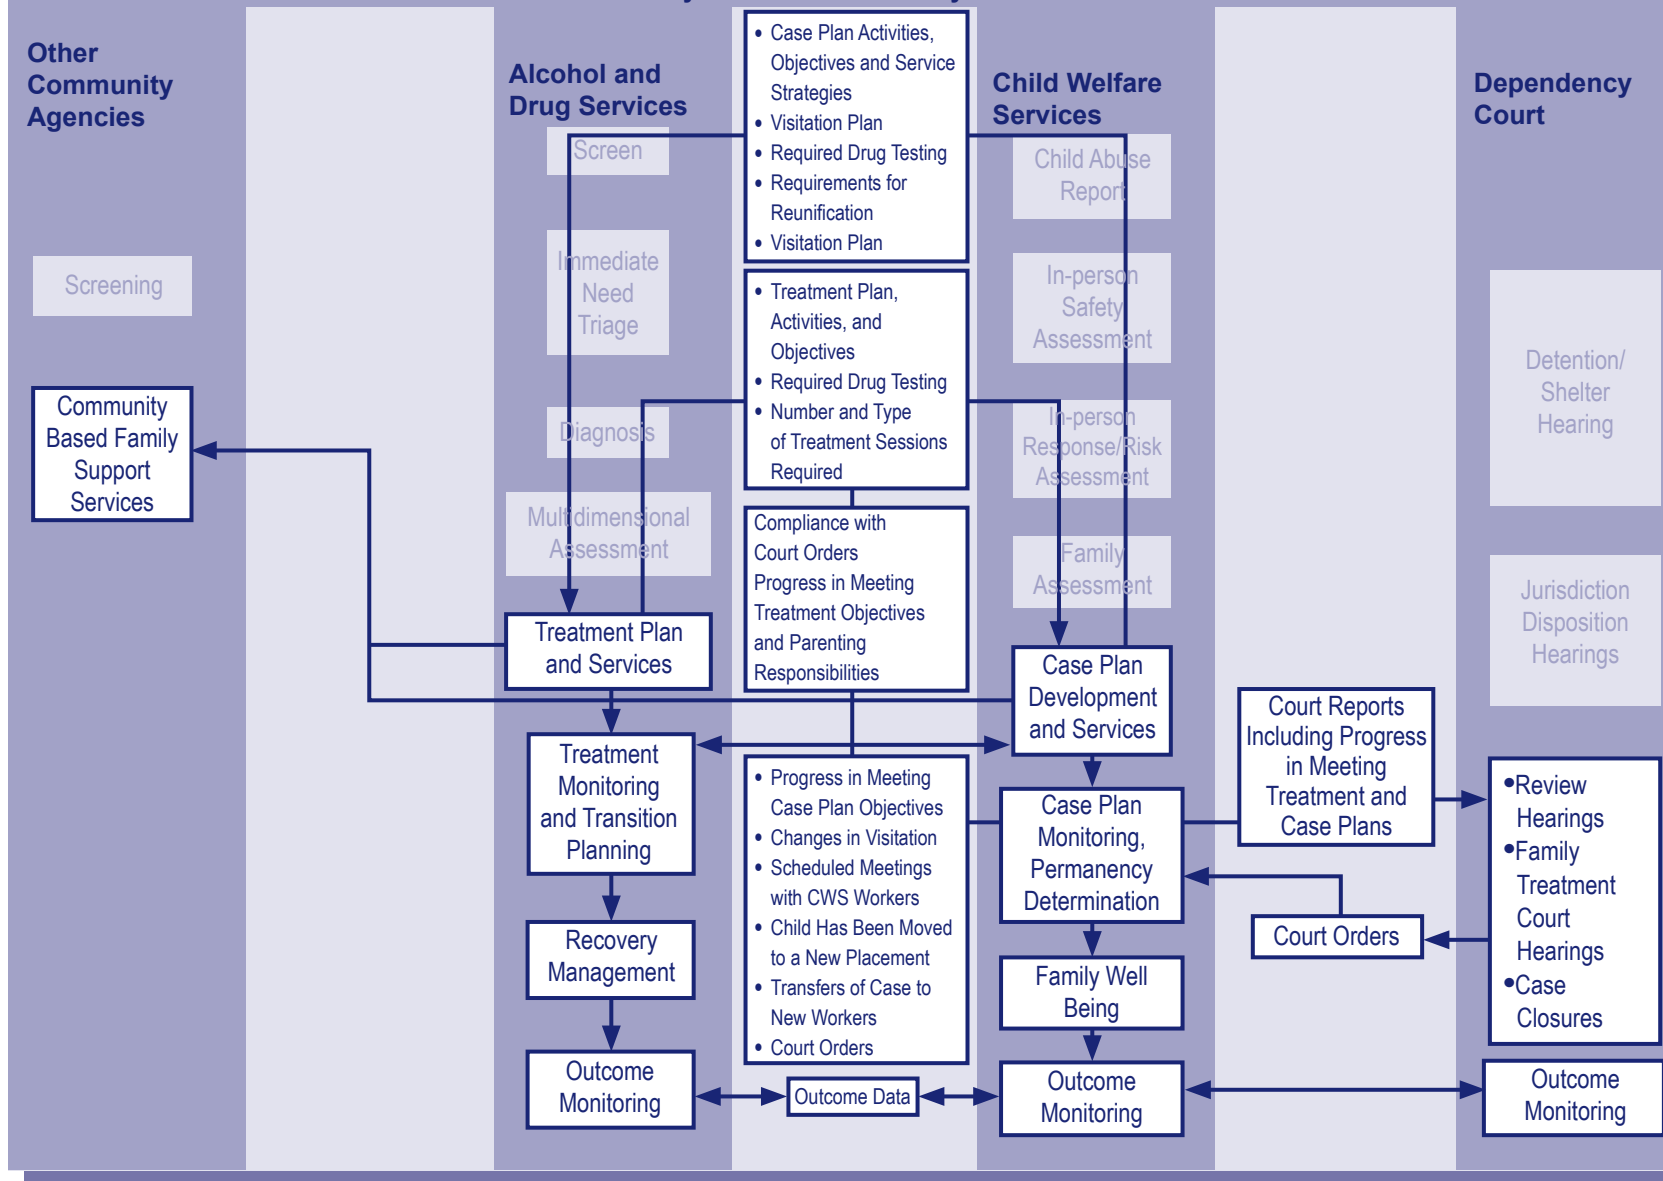 Other
Community
Agencies
Screening
Community
Based Family
Support
Services
Alcohol and
Drug Services
Screen
Immediate
Need
Triage
Diagnosis
Multidimensional
Assessment
Treatment Plan
and Services
Treatment
Monitoring
and Transition
Planning
Recovery
Management
Outcome
Monitoring
• Case Plan Activities,
Objectives and Service
Strategies
• Visitation Plan
• Required Drug Testing
• Requirements for
Reunification
• Visitation Plan
• Treatment Plan,
Activities, and
Objectives
• Required Drug Testing
• Number and Type
of Treatment Sessions
Required
Compliance with
Court Orders
Progress in Meeting
Treatment Objectives
and Parenting
Responsibilities
• Progress in Meeting
Case Plan Objectives
• Changes in Visitation
• Scheduled Meetings
with CWS Workers
• Child Has Been Moved
to a New Placement
• Transfers of Case to
New Workers
• Court Orders
Outcome Data
Child Welfare
Services
Child Abuse
Report
In-person
Safety
Assessment
In-person
Response/Risk
Assessment
Family
Assessment
Case Plan
Development
and Services
Case Plan
Monitoring,
Permanency
Determination
Family Well
Being
Outcome
Monitoring
Court Reports
Including Progress
in Meeting
Treatment and
Case Plans
Court Orders
Dependency
Court
Detention/
Shelter
Hearing
Jurisdiction
Disposition
Hearings
•Review
Hearings
•Family
Treatment
Court
Hearings
•Case
Closures
Outcome
Monitoring